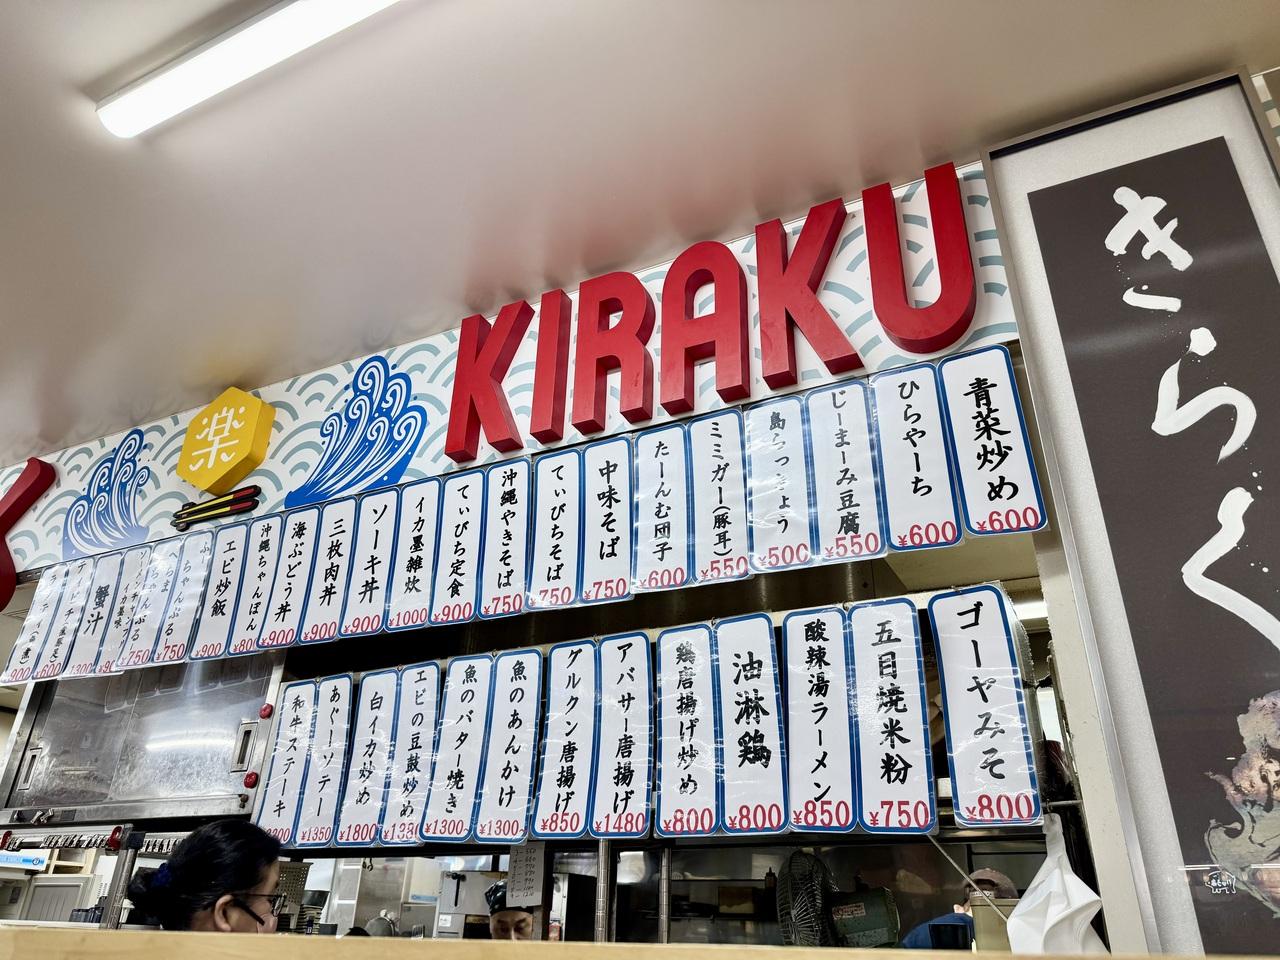 KIRAKU
楽
きらく
青菜炒め ¥600
ひらやーち ¥600
じーまーみ豆腐 ¥550
島らっきょう ¥500
ミミガー(豚耳) ¥550
たーんむ団子 ¥600
中味そば ¥750
てぃびちそば ¥750
沖縄やきそば ¥750
てぃびち定食 ¥900
イカ墨雑炊 ¥1000
ソーキ丼 ¥900
三枚肉丼 ¥900
海ぶどう丼 ¥900
沖縄ちゃんぽん
エビ炒飯 ¥900
¥750
¥750
蟹汁
ゴーヤみそ ¥800
五目焼米粉 ¥750
酸辣湯ラーメン ¥850
油淋鶏 ¥800
鶏唐揚げ炒め ¥800
アバサー唐揚げ ¥1480
グルクン唐揚げ ¥850
魚のあんかけ ¥1300
魚のバター焼き ¥1300
エビの豆鼓炒め
白イカ炒め ¥1800
あぐーソテー ¥1350
和牛ステーキ